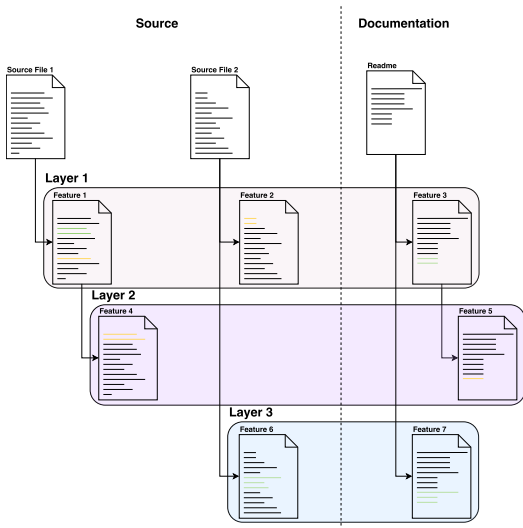 Source
Documentation
Source File 1
Source File 2
Readme
Layer 1
Feature 1
Feature 2
Feature 3
Layer 2
Feature 4
Feature 5
Layer 3
Feature 6
Feature 7